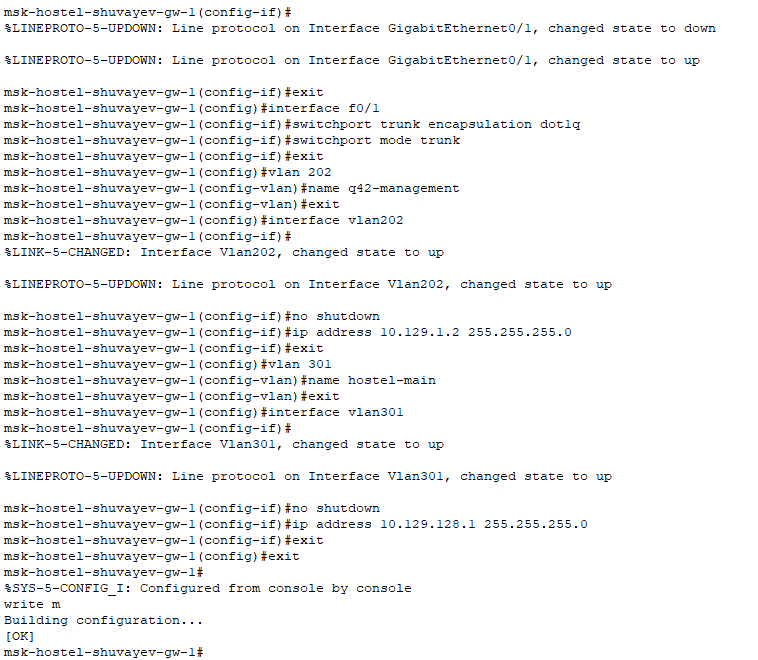 msk-hostel-shuvayev-gw-1(config-if)#
%LINEPROTO-5-UPDOWN: Line protocol on Interface GigabitEthernet0/1, changed state to down
%LINEPROTO-5-UPDOWN: Line protocol on Interface GigabitEthernet0/1, changed state to up
msk-hostel-shuvayev-gw-1(config-if)#exit
msk-hostel-shuvayev-gw-1(config)#interface f0/1
msk-hostel-shuvayev-gw-1(config-if)#switchport trunk encapsulation dot1q
msk-hostel-shuvayev-gw-1(config-if)#switchport mode trunk
msk-hostel-shuvayev-gw-1(config-if)#exit
msk-hostel-shuvayev-gw-1(config)#vlan 202
msk-hostel-shuvayev-gw-1(config-vlan)#name q42-management
msk-hostel-shuvayev-gw-1(config-vlan)#exit
msk-hostel-shuvayev-gw-1(config)#interface vlan202
msk-hostel-shuvayev-gw-1(config-if)#
%LINK-5-CHANGED: Interface Vlan202, changed state to up
%LINEPROTO-5-UPDOWN: Line protocol on Interface Vlan202, changed state to up
msk-hostel-shuvayev-gw-1(config-if)#no shutdown
msk-hostel-shuvayev-gw-1(config-if)#ip address 10.129.1.2 255.255.255.0
msk-hostel-shuvayev-gw-1(config-if)#exit
msk-hostel-shuvayev-gw-1(config)#vlan 301
msk-hostel-shuvayev-gw-1(config-vlan)#name hostel-main
msk-hostel-shuvayev-gw-1(config-vlan)#exit
msk-hostel-shuvayev-gw-1(config)#interface vlan301
msk-hostel-shuvayev-gw-1(config-if)#
%LINK-5-CHANGED: Interface Vlan301, changed state to up
%LINEPROTO-5-UPDOWN: Line protocol on Interface Vlan301, changed state to up
msk-hostel-shuvayev-gw-1(config-if)#no shutdown
msk-hostel-shuvayev-gw-1(config-if)#ip address 10.129.128.1 255.255.255.0
msk-hostel-shuvayev-gw-1(config-if)#exit
msk-hostel-shuvayev-gw-1(config)#exit
msk-hostel-shuvayev-gw-1#
%SYS-5-CONFIG_I: Configured from console by console
write m
Building configuration...
[OK]
msk-hostel-shuvayev-gw-1#